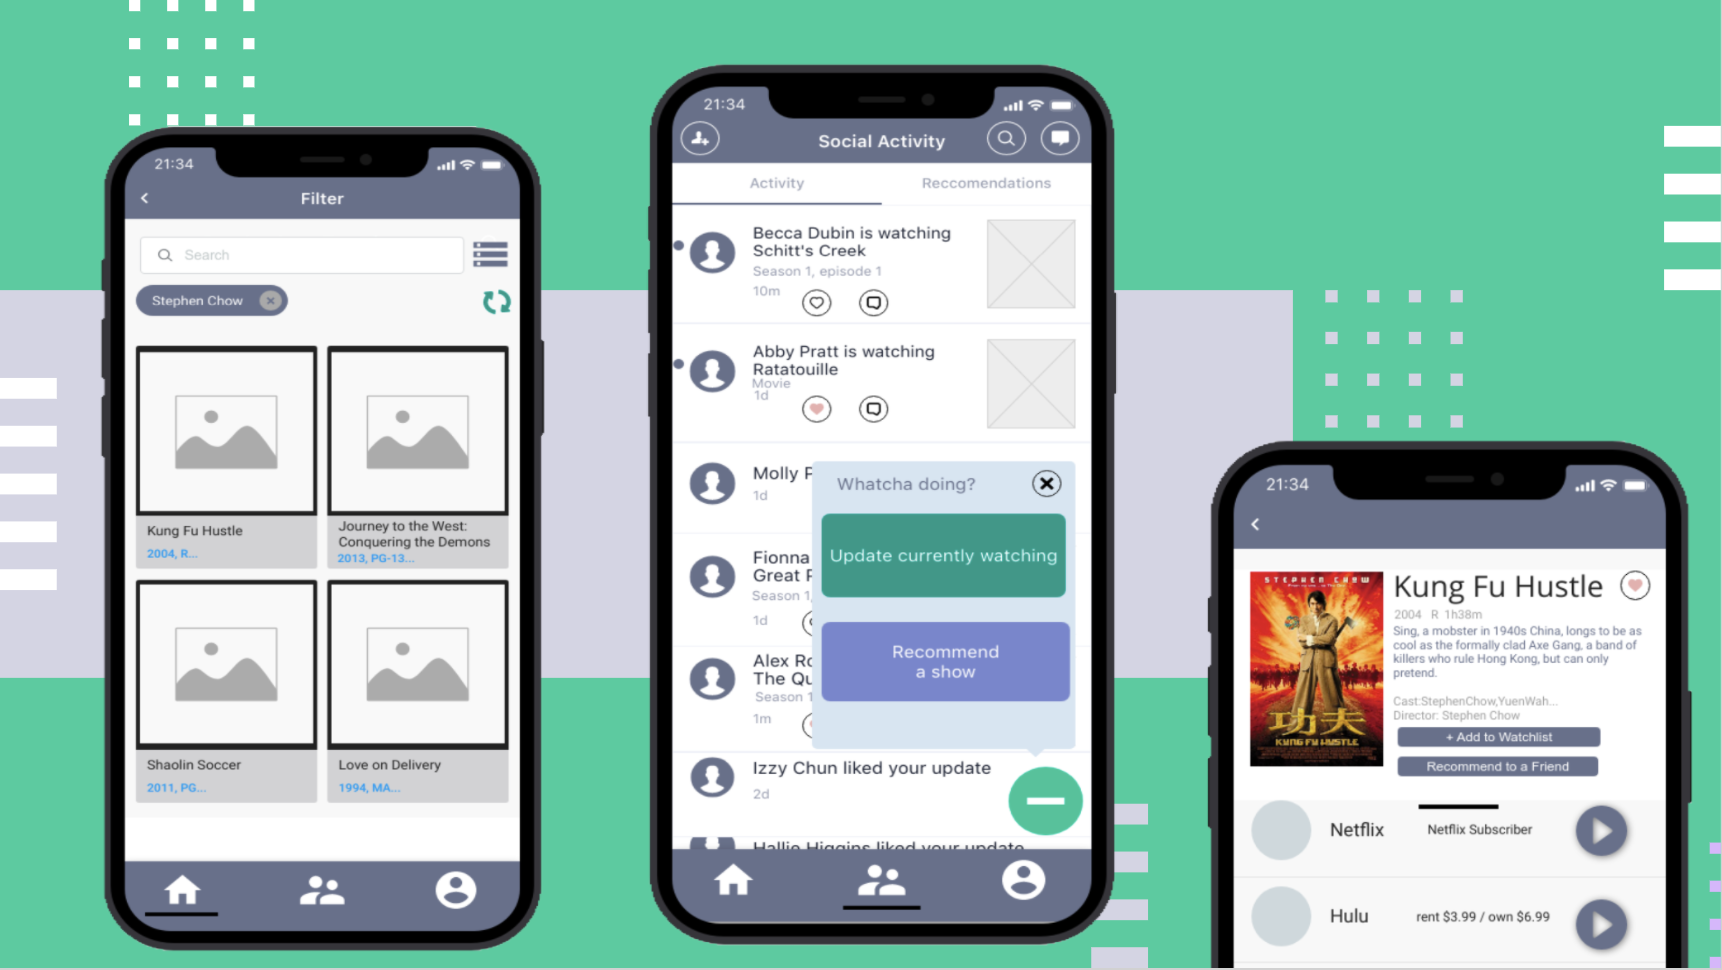 21:34
Filter
Search
Stephen Chow
Kung Fu Hustle
2004, R...
Journey to the West:
Conquering the Demons
2013, PG-13...
Shaolin Soccer
2011, PG...
Love on Delivery
1994, MA...
21:34
Social Activity
Activity
Reccomendations
Becca Dubin is watching
Schitt's Creek
Season 1, episode 1
10m
Abby Pratt is watching
Ratatouille
Movie
1d
Molly
1d
Fionna
Great
Season 1
1d
Alex
The
Season 1
1m
Whatcha doing?
Update currently watching
Recommend
a show
Izzy Chun liked your update
2d
Hallie Higgins liked your update
21:34
STEPHEN CHOW
功夫
KUNG FU HUSTLE
Kung Fu Hustle
2004 R 1h38m
Sing, a mobster in 1940s China, longs to be as
cool as the formally clad Axe Gang, a band of
killers who rule Hong Kong, but can only
pretend.
Cast:StephenChow,YuenWah...
Director: Stephen Chow
+ Add to Watchlist
Recommend to a Friend
Netflix
Netflix Subscriber
Hulu
rent $3.99 / own $6.99